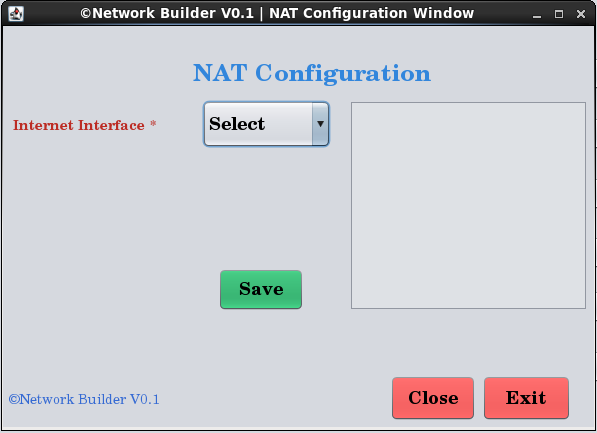 ©Network Builder V0.1 | NAT Configuration Window
NAT Configuration
Internet Interface *
Select
Save
Close
Exit
©Network Builder V0.1